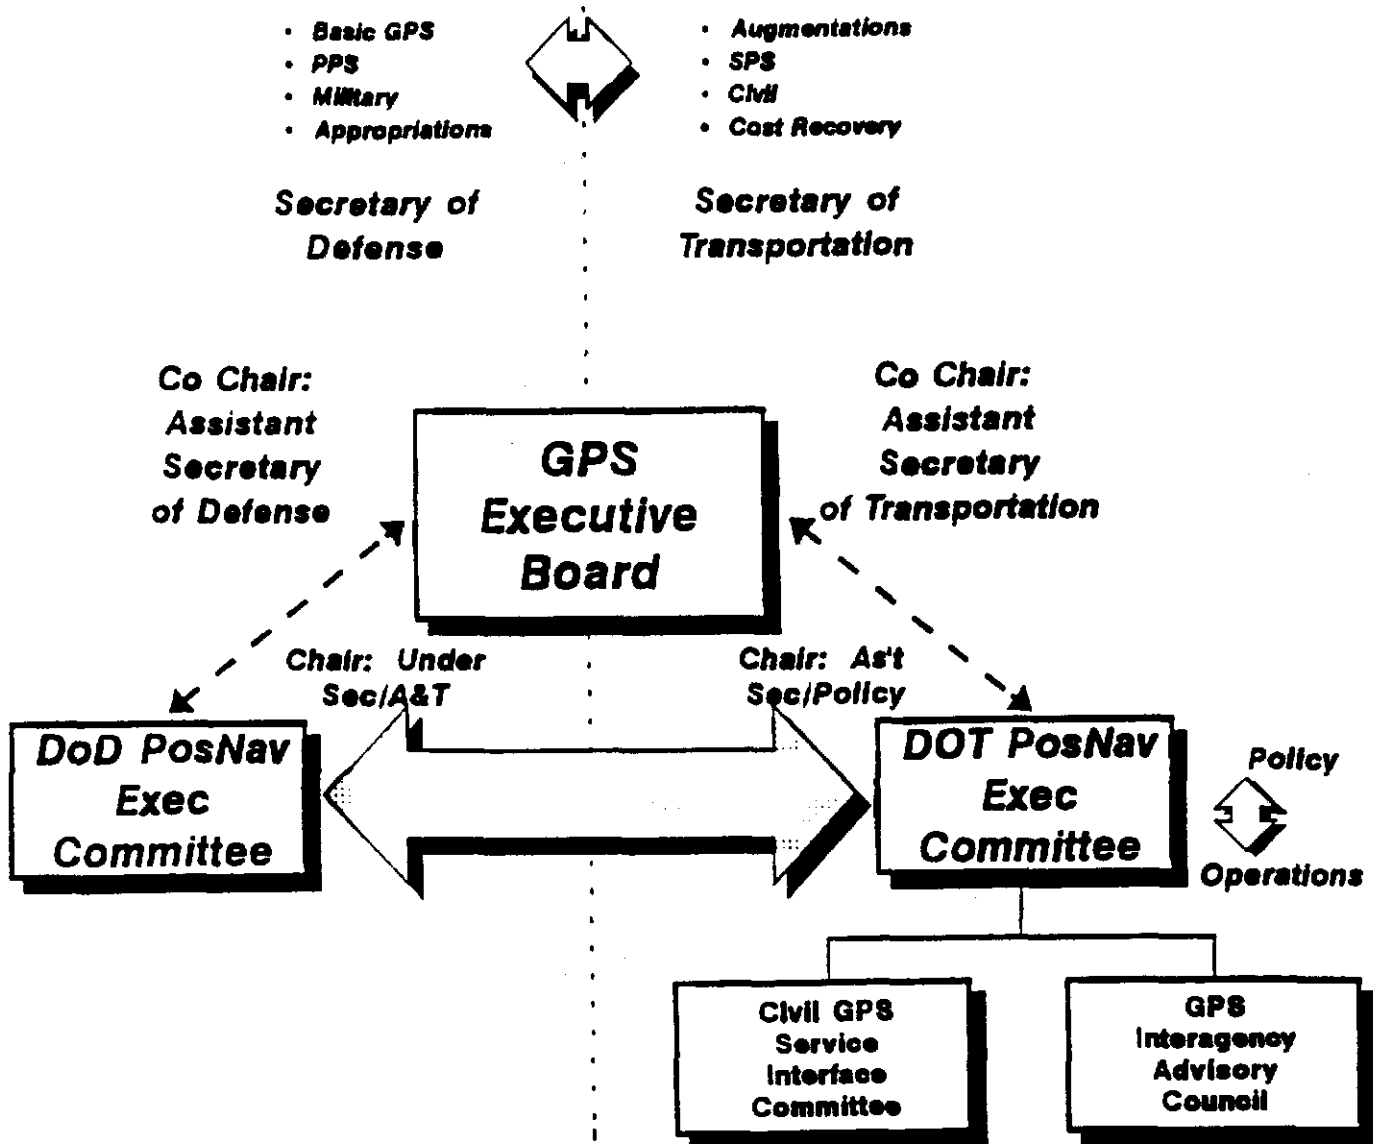 · Basic GPS
· PPS
· Military
· Appropriations
· Augmentations
· SPS
· Civil
• Cost Recovery
Secretary of
Defense
Secretary of
Transportation
Co Chair:
Assistant
Secretary
of Defense
Co Chair:
Assistant
Secretary
of Transportation
GPS
Executive
Board
Chair: Under
Sec/A&T
Chair: As't
Sec/Policy
DoD PosNav
Exec
Committee
DOT PosNav
Exec
Committee
Policy
Operations
Civil GPS
Service
Interface
Committee
GPS
Interagency
Advisory
Council